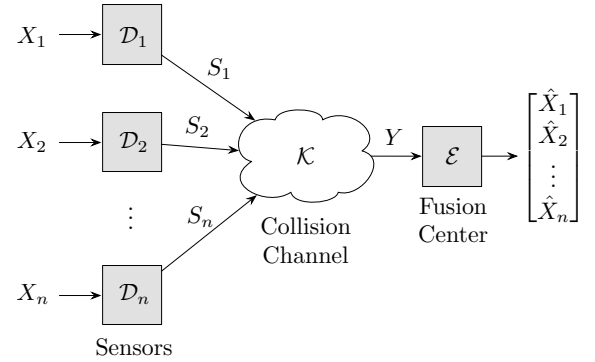 X₁ 𝒟₁ S₁
X₂ 𝒟₂ S₂
⋮ Sₙ
Xₙ 𝒟ₙ
Sensors
𝒦
Collision
Channel
Y
ℰ
Fusion
Center
X̂₁
X̂₂
⋮
X̂ₙ